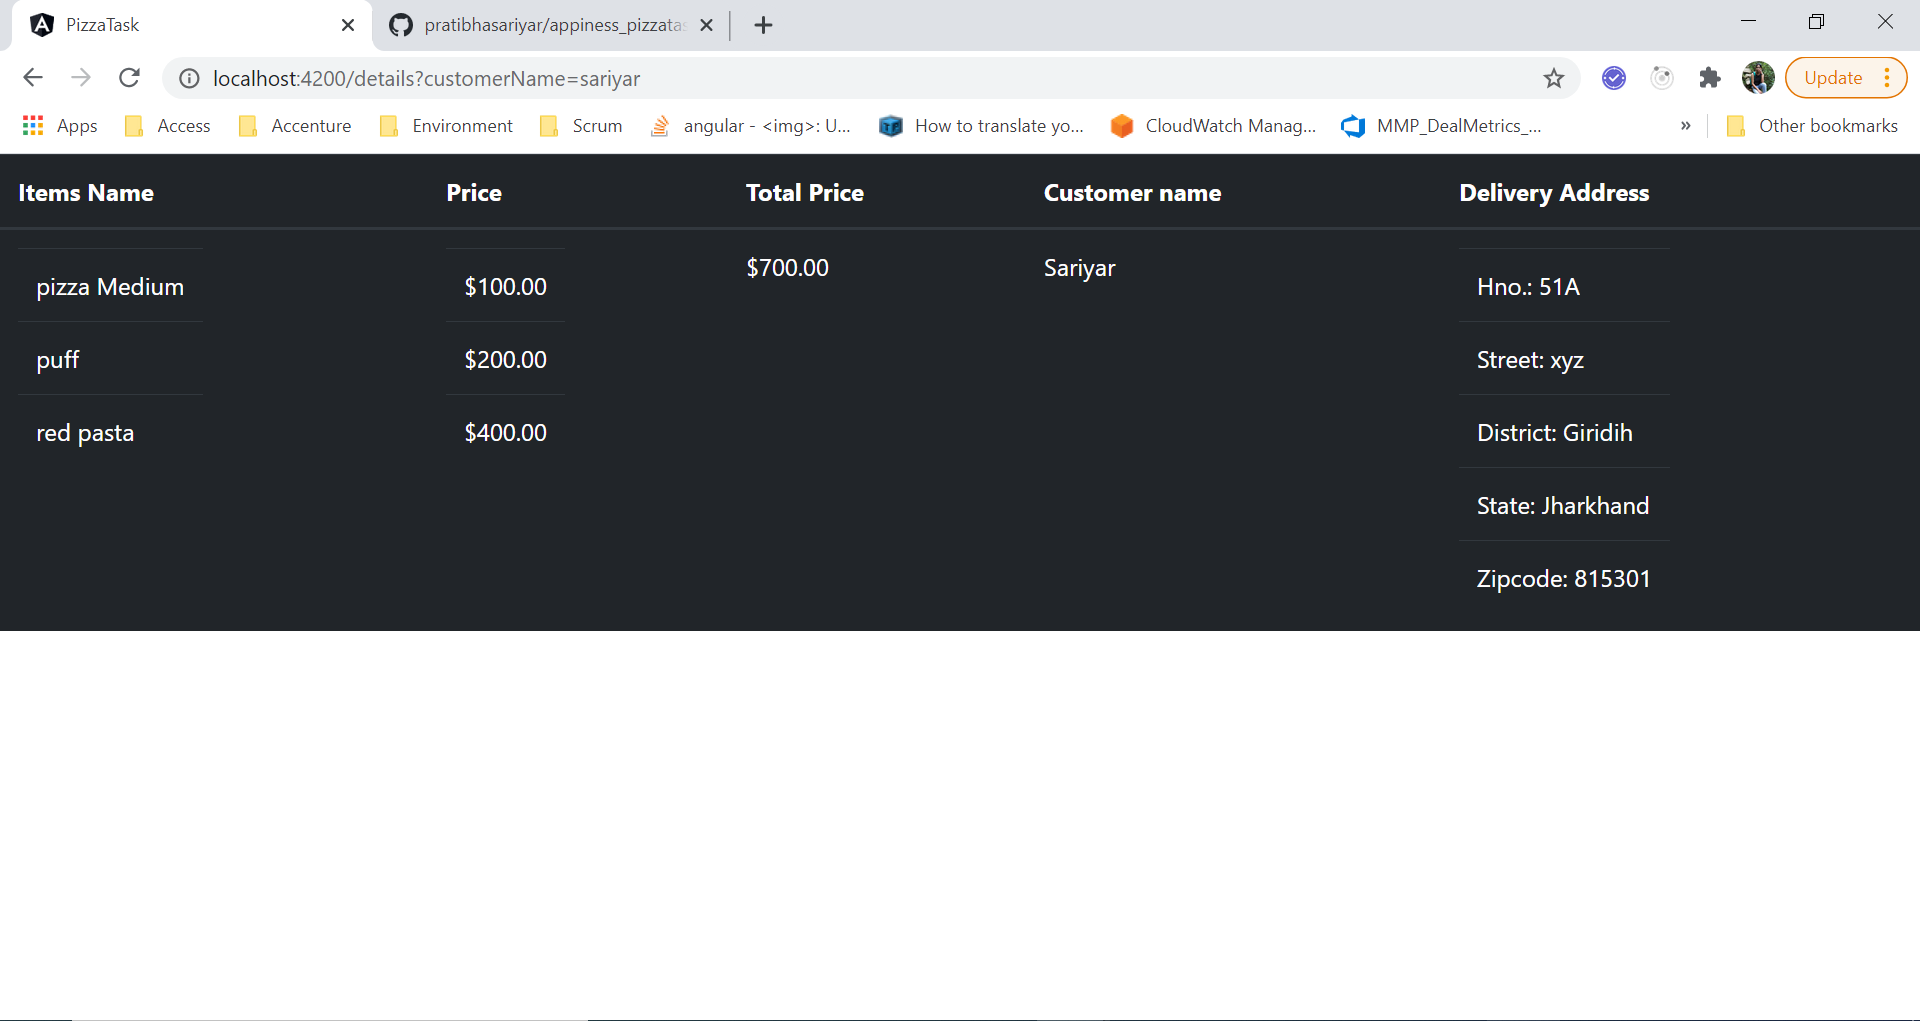 PizzaTask
pratibhasariyar/appiness_pizzatas
localhost:4200/details?customerName=sariyar
Update
Apps
Access
Accenture
Environment
Scrum
angular - <img>: U...
How to translate yo...
CloudWatch Manag...
MMP_DealMetrics_...
»
Other bookmarks
Items Name Price Total Price Customer name Delivery Address
$700.00 Sariyar
pizza Medium $100.00 Hno.: 51A
puff $200.00 Street: xyz
red pasta $400.00 District: Giridih
State: Jharkhand
Zipcode: 815301